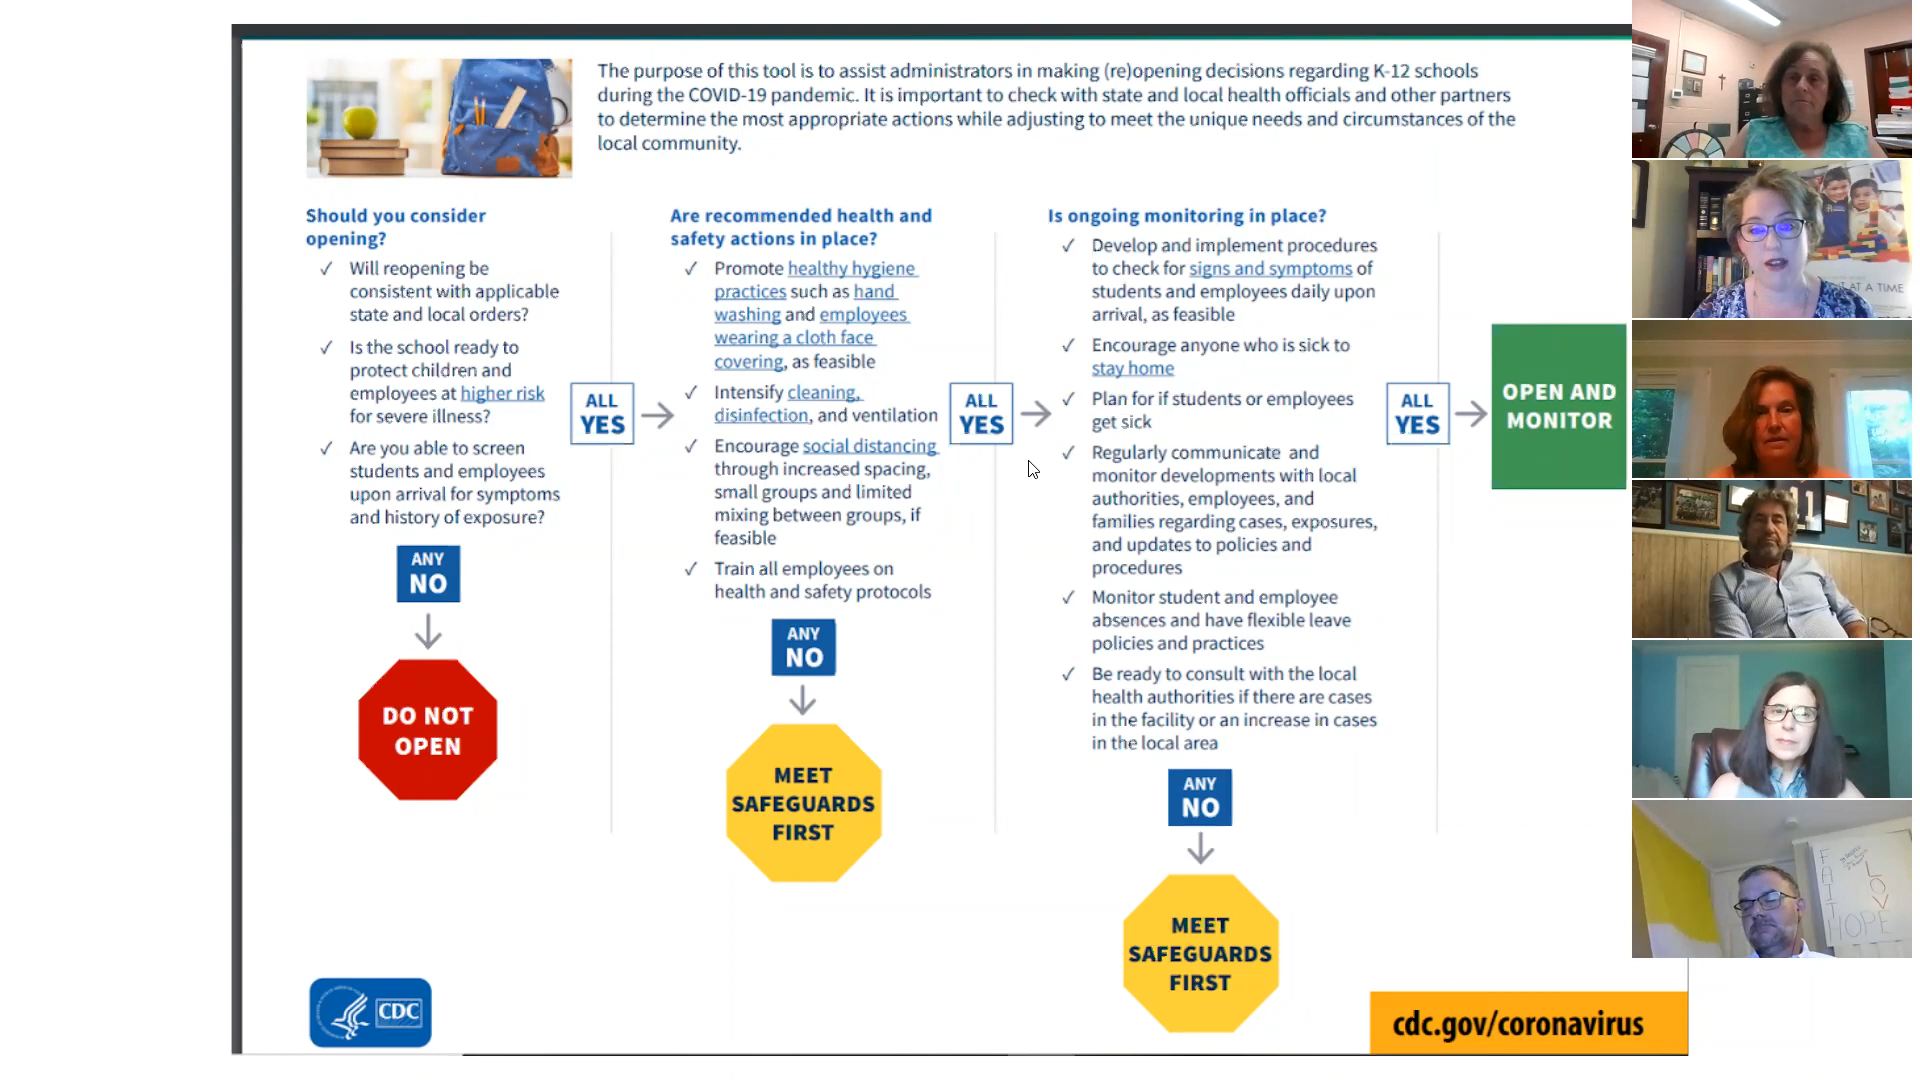 The purpose of this tool is to assist administrators in making (re)opening decisions regarding K-12 schools
during the COVID-19 pandemic. It is important to check with state and local health officials and other partners
to determine the most appropriate actions while adjusting to meet the unique needs and circumstances of the
local community.
Should you consider
opening?
✓ Will reopening be
consistent with applicable
state and local orders?
✓ Is the school ready to
protect children and
employees at higher risk
for severe illness?
✓ Are you able to screen
students and employees
upon arrival for symptoms
and history of exposure?
ANY
NO
DO NOT
OPEN
ALL
YES
Are recommended health and
safety actions in place?
✓ Promote healthy hygiene
practices such as hand
washing and employees
wearing a cloth face
covering, as feasible
✓ Intensify cleaning,
disinfection, and ventilation
✓ Encourage social distancing
through increased spacing,
small groups and limited
mixing between groups, if
feasible
✓ Train all employees on
health and safety protocols
ANY
NO
MEET
SAFEGUARDS
FIRST
ALL
YES
Is ongoing monitoring in place?
✓ Develop and implement procedures
to check for signs and symptoms of
students and employees daily upon
arrival, as feasible
✓ Encourage anyone who is sick to
stay home
✓ Plan for if students or employees
get sick
✓ Regularly communicate and
monitor developments with local
authorities, employees, and
families regarding cases, exposures,
and updates to policies and
procedures
✓ Monitor student and employee
absences and have flexible leave
policies and practices
✓ Be ready to consult with the local
health authorities if there are cases
in the facility or an increase in cases
in the local area
ANY
NO
MEET
SAFEGUARDS
FIRST
ALL
YES
OPEN AND
MONITOR
CDC
cdc.gov/coronavirus
AT A TIME
11
FAITH
LOV
HOPE